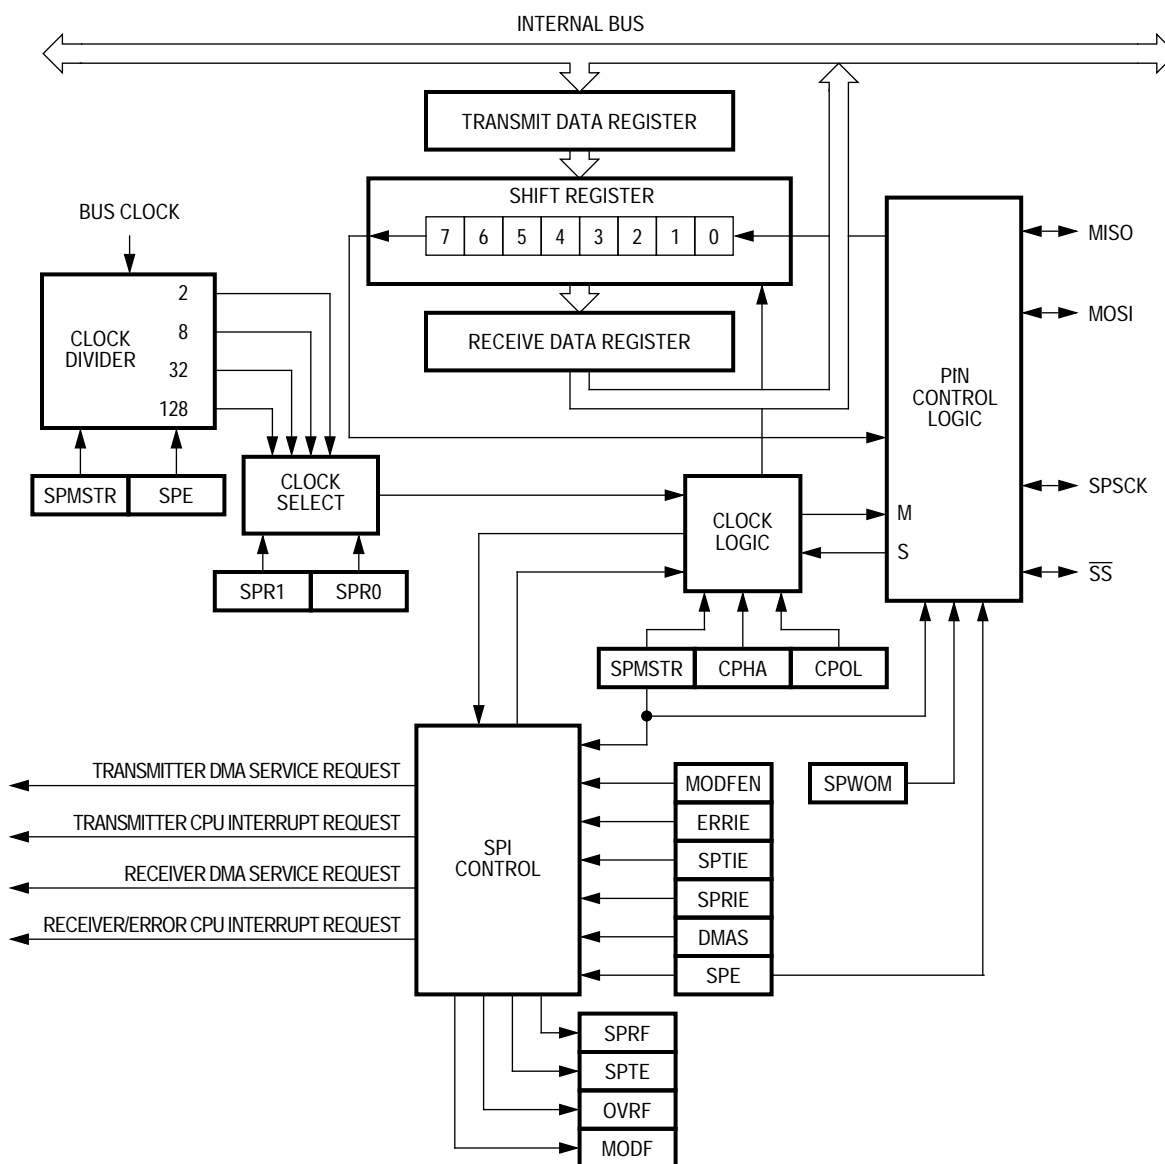 INTERNAL BUS
TRANSMIT DATA REGISTER
SHIFT REGISTER
7 6 5 4 3 2 1 0
RECEIVE DATA REGISTER
BUS CLOCK
CLOCK
DIVIDER
2
8
32
128
SPMSTR SPE
CLOCK
SELECT
SPR1 SPR0
CLOCK
LOGIC
SPMSTR CPHA CPOL
PIN
CONTROL
LOGIC
M
S
MISO
MOSI
SPSCK
SS
TRANSMITTER DMA SERVICE REQUEST
TRANSMITTER CPU INTERRUPT REQUEST
RECEIVER DMA SERVICE REQUEST
RECEIVER/ERROR CPU INTERRUPT REQUEST
SPI
CONTROL
MODFEN
ERRIE
SPTIE
SPRIE
DMAS
SPE
SPWOM
SPRF
SPTE
OVRF
MODF